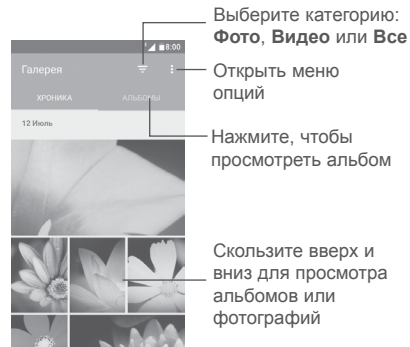 Выберите категорию:
Фото, Видео или Все
8:00
Галерея
Открыть меню
опций
ХРОНИКА
АЛЬБОМЫ
12 Июль
Нажмите, чтобы
просмотреть альбом
Скользите вверх и
вниз для просмотра
альбомов или
фотографий